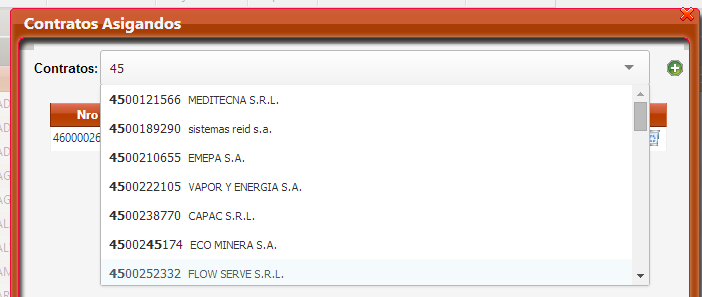 Contratos Asigandos
Contratos: 45
4500121566 MEDITECNA S.R.L.
Nro
4500189290 sistemas reid s.a.
46000026
4500210655 EMEPA S.A.
4500222105 VAPOR Y ENERGIA S.A.
4500238770 CAPAC S.R.L.
4500245174 ECO MINERA S.A.
4500252332 FLOW SERVE S.R.L.